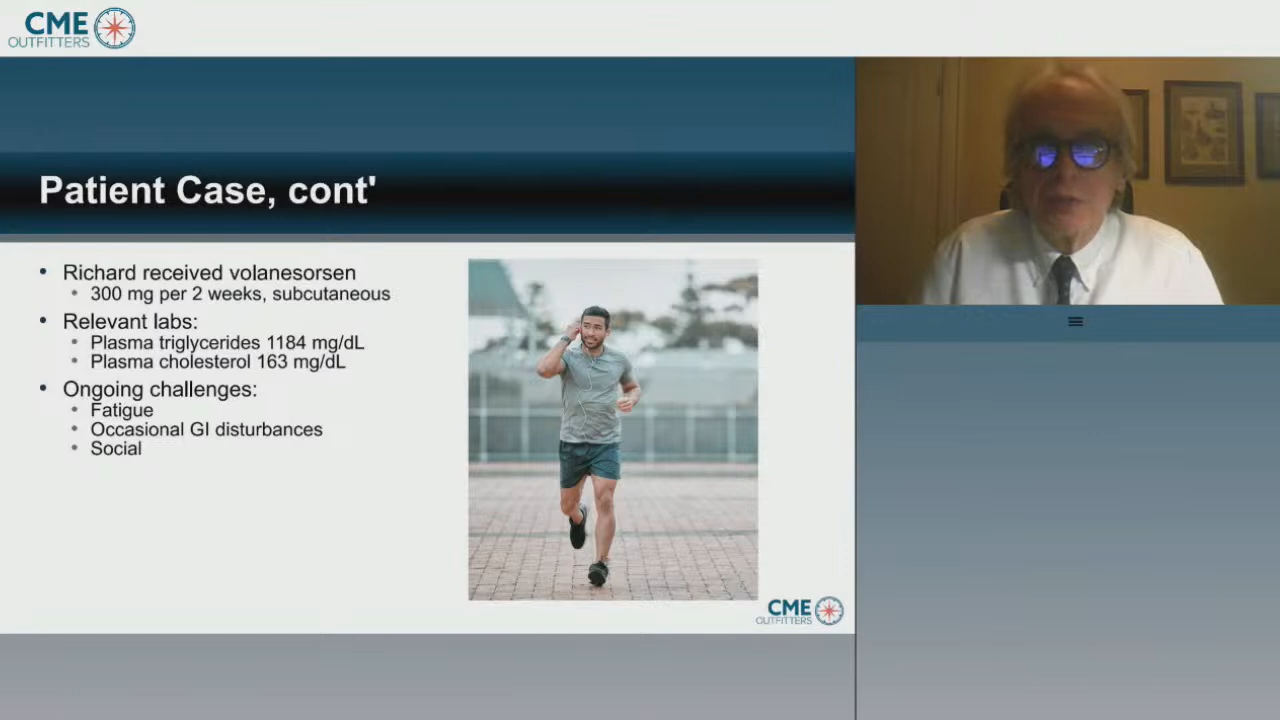 CME
OUTFITTERS
Patient Case, cont'
• Richard received volanesorsen
• 300 mg per 2 weeks, subcutaneous
• Relevant labs:
• Plasma triglycerides 1184 mg/dL
• Plasma cholesterol 163 mg/dL
• Ongoing challenges:
• Fatigue
• Occasional GI disturbances
• Social
CME
OUTFITTERS